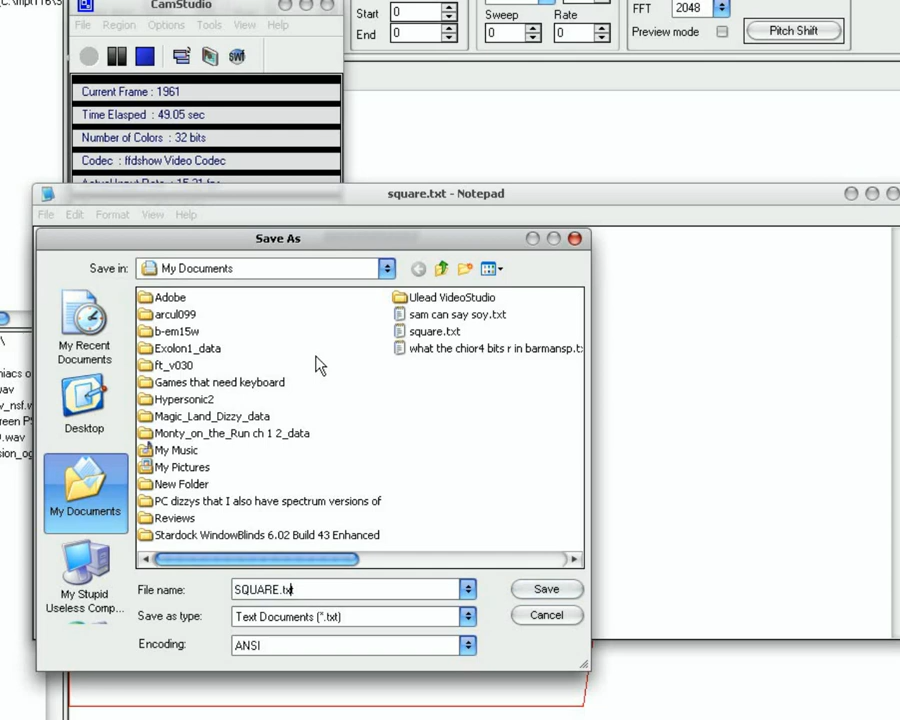 CamStudio
File Region Options Tools View Help
Current Frame : 1961
Time Elasped : 49.05 sec
Number of Colors : 32 bits
Codec : ffdshow Video Codec
Start 0
End 0
Sweep Rate
0 0
FFT 2048
Preview mode
Pitch Shift
square.txt - Notepad
File Edit Format View Help
Save As
Save in: My Documents
My Recent
Documents
Desktop
My Documents
My Stupid
Useless Comp...
Adobe
arcul099
b-em15w
Exolon1_data
ft_v030
Games that need keyboard
Hypersonic2
Magic_Land_Dizzy_data
Monty_on_the_Run ch 1 2_data
My Music
My Pictures
New Folder
PC dizzys that I also have spectrum versions of
Reviews
Stardock WindowBlinds 6.02 Build 43 Enhanced
Ulead VideoStudio
sam can say soy.txt
square.txt
what the chior4 bits r in barmansp.t
File name: SQUARE.txt
Save as type: Text Documents (*.txt)
Encoding: ANSI
Save
Cancel